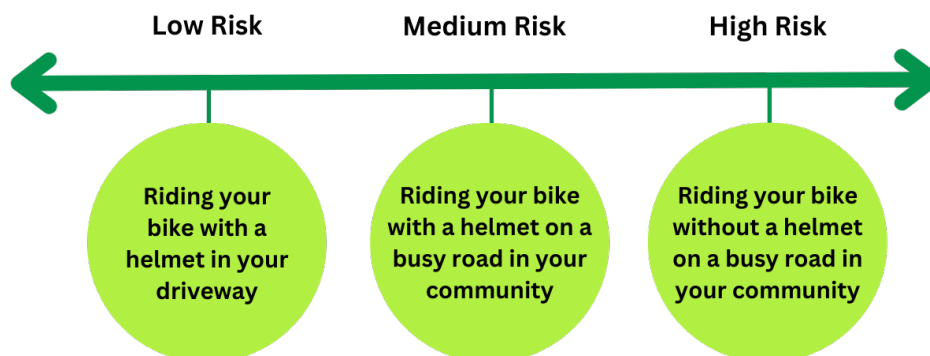 Low Risk
Medium Risk
High Risk
Riding your
bike with a
helmet in your
driveway
Riding your bike
with a helmet on a
busy road in your
community
Riding your bike
without a helmet
on a busy road in
your community